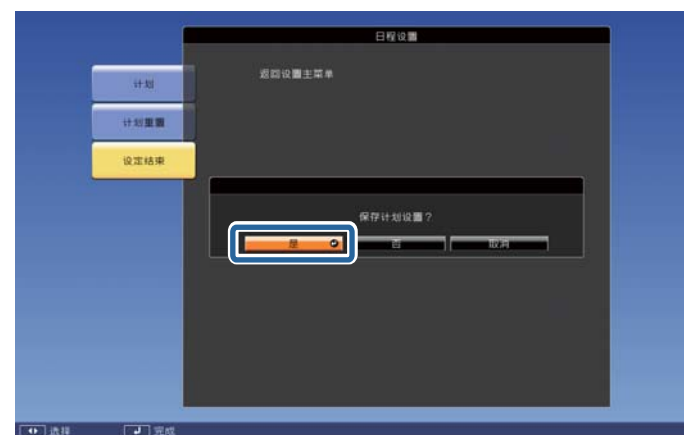 日程设置
返回设置主菜单
计划
计划重置
设定结束
保存计划设置？
是
否
取消
选择
完成